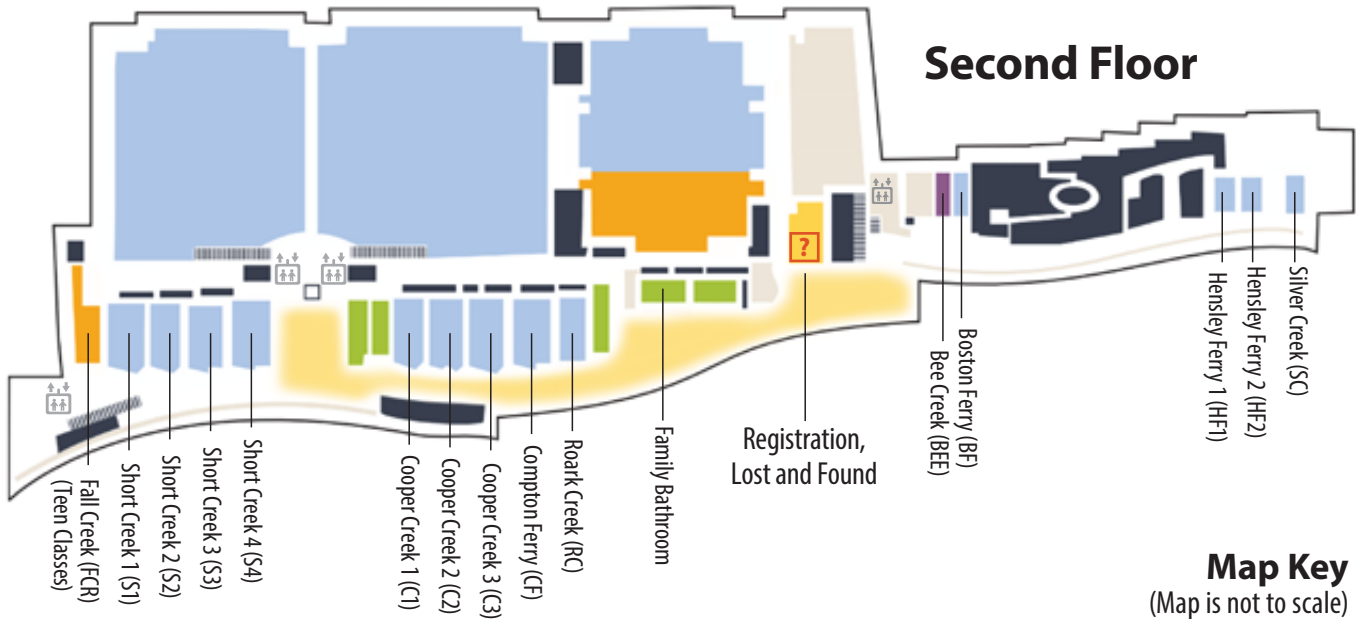 Second Floor
?
Fall Creek (FCR)
(Teen Classes)
Short Creek 1 (S1)
Short Creek 2 (S2)
Short Creek 3 (S3)
Short Creek 4 (S4)
Cooper Creek 1 (C1)
Cooper Creek 2 (C2)
Cooper Creek 3 (C3)
Compton Ferry (CF)
Roark Creek (RC)
Family Bathroom
Registration,
Lost and Found
Bee Creek (BEE)
Boston Ferry (BF)
Hensley Ferry 1 (HF1)
Hensley Ferry 2 (HF2)
Silver Creek (SC)
Map Key
(Map is not to scale)